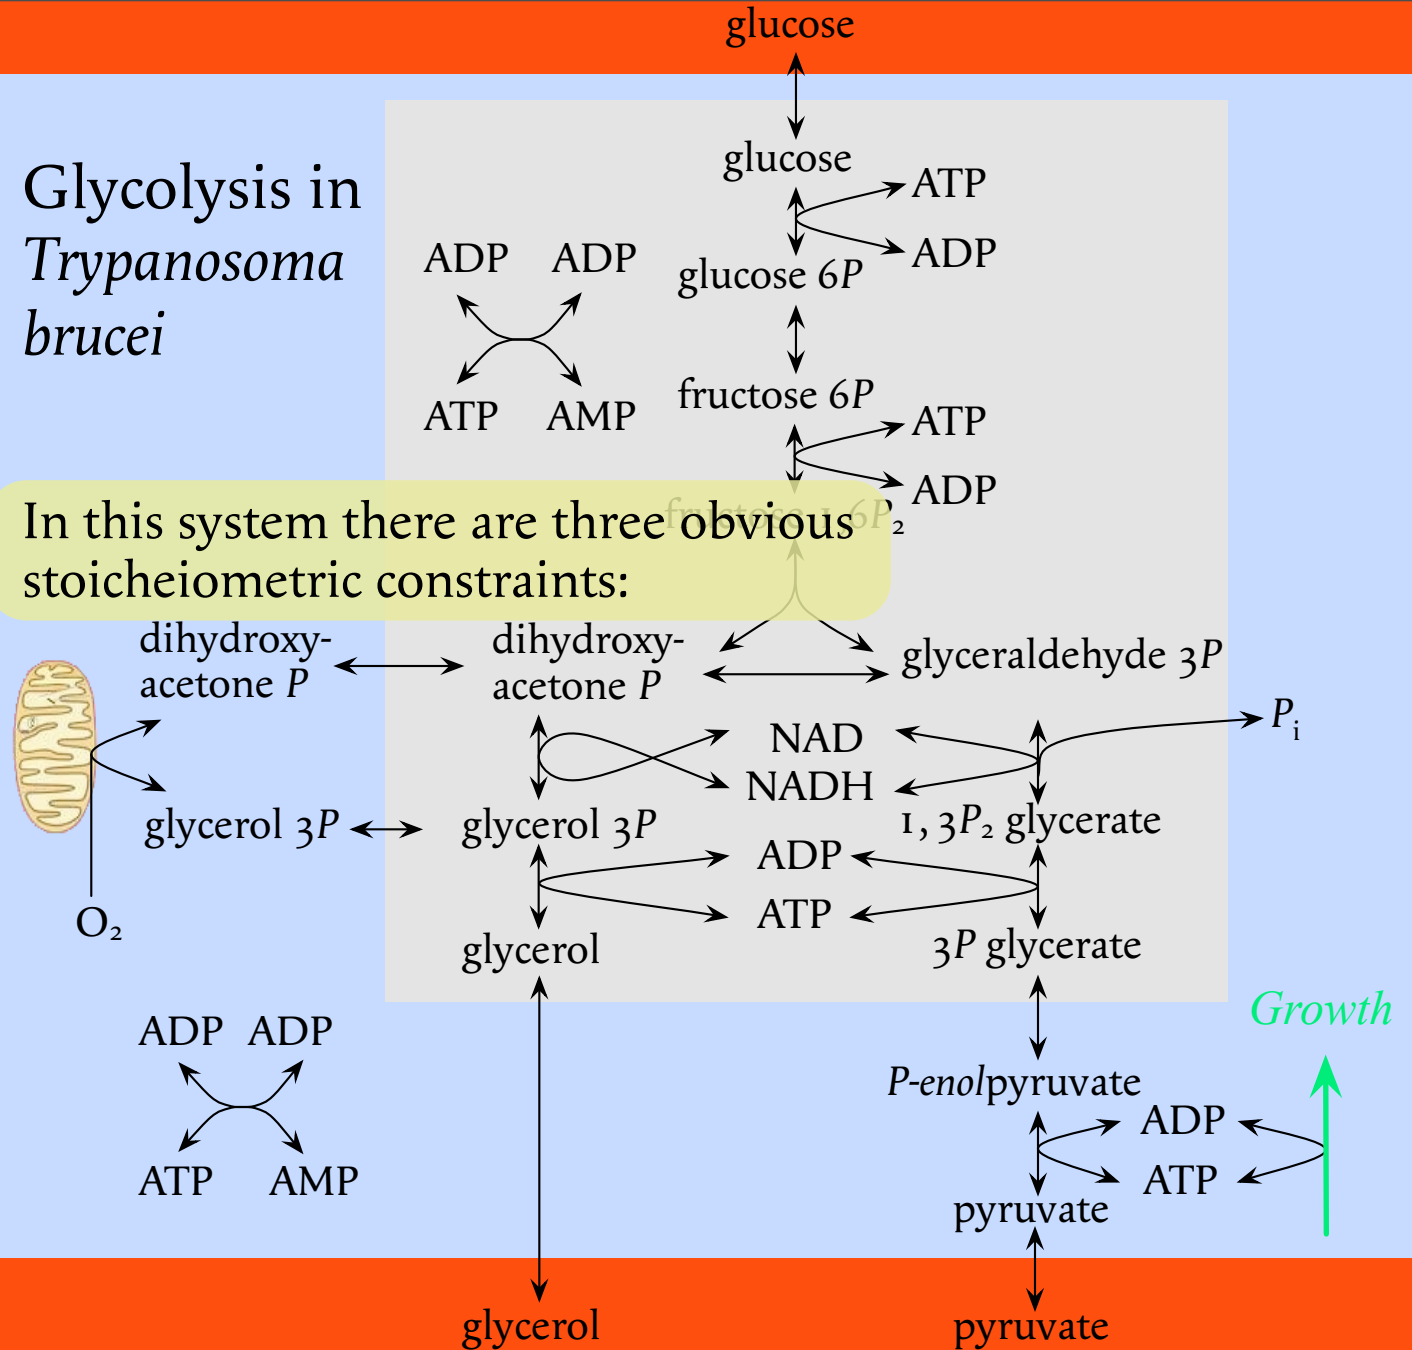 glucose
glucose
ATP
ADP
Glycolysis in
Trypanosoma
brucei
ADP ADP
ATP AMP
glucose 6P
fructose 6P
ATP
ADP
fructose 1, 6P₂
In this system there are three obvious
stoicheiometric constraints:
dihydroxy-
acetone P
dihydroxy-
acetone P
glyceraldehyde 3P
Pᵢ
NAD
NADH
glycerol 3P
glycerol 3P
1, 3P₂ glycerate
ADP
ATP
O₂
glycerol
3P glycerate
Growth
ADP ADP
ATP AMP
P-enolpyruvate
ADP
ATP
pyruvate
glycerol
pyruvate